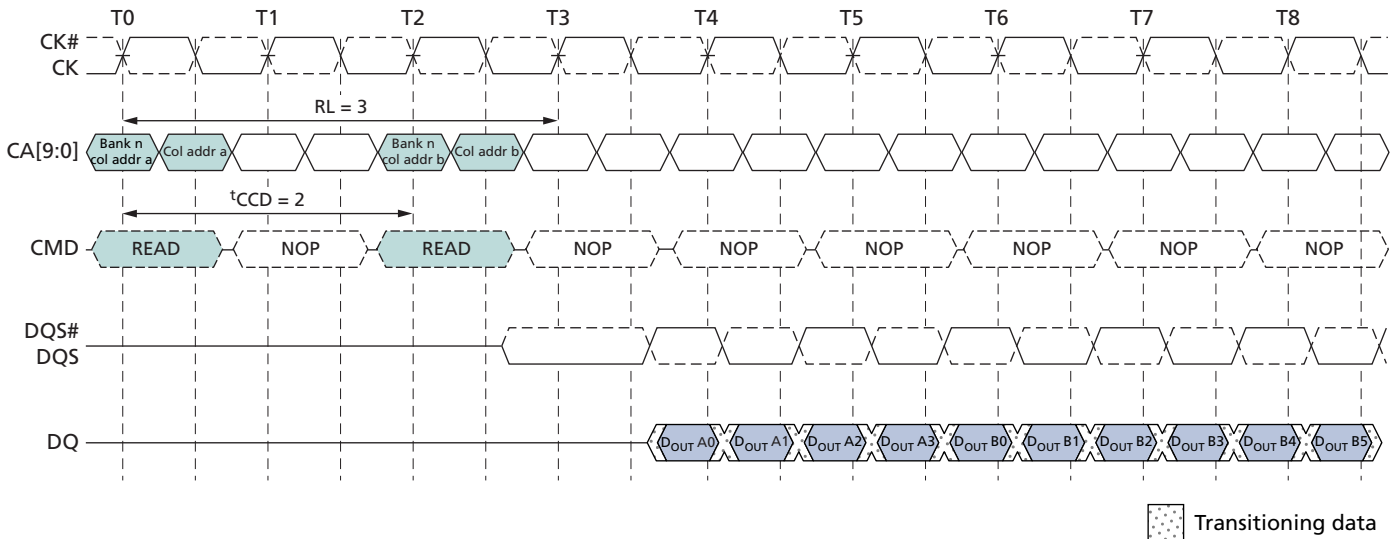 T0 T1 T2 T3 T4 T5 T6 T7 T8
CK#
CK
RL = 3
CA[9:0]
Bank n
col addr a
Col addr a
Bank n
col addr b
Col addr b
tCCD = 2
CMD READ NOP READ NOP NOP NOP NOP NOP NOP
DQS#
DQS
DQ DOUT A0 DOUT A1 DOUT A2 DOUT A3 DOUT B0 DOUT B1 DOUT B2 DOUT B3 DOUT B4 DOUT B5
Transitioning data